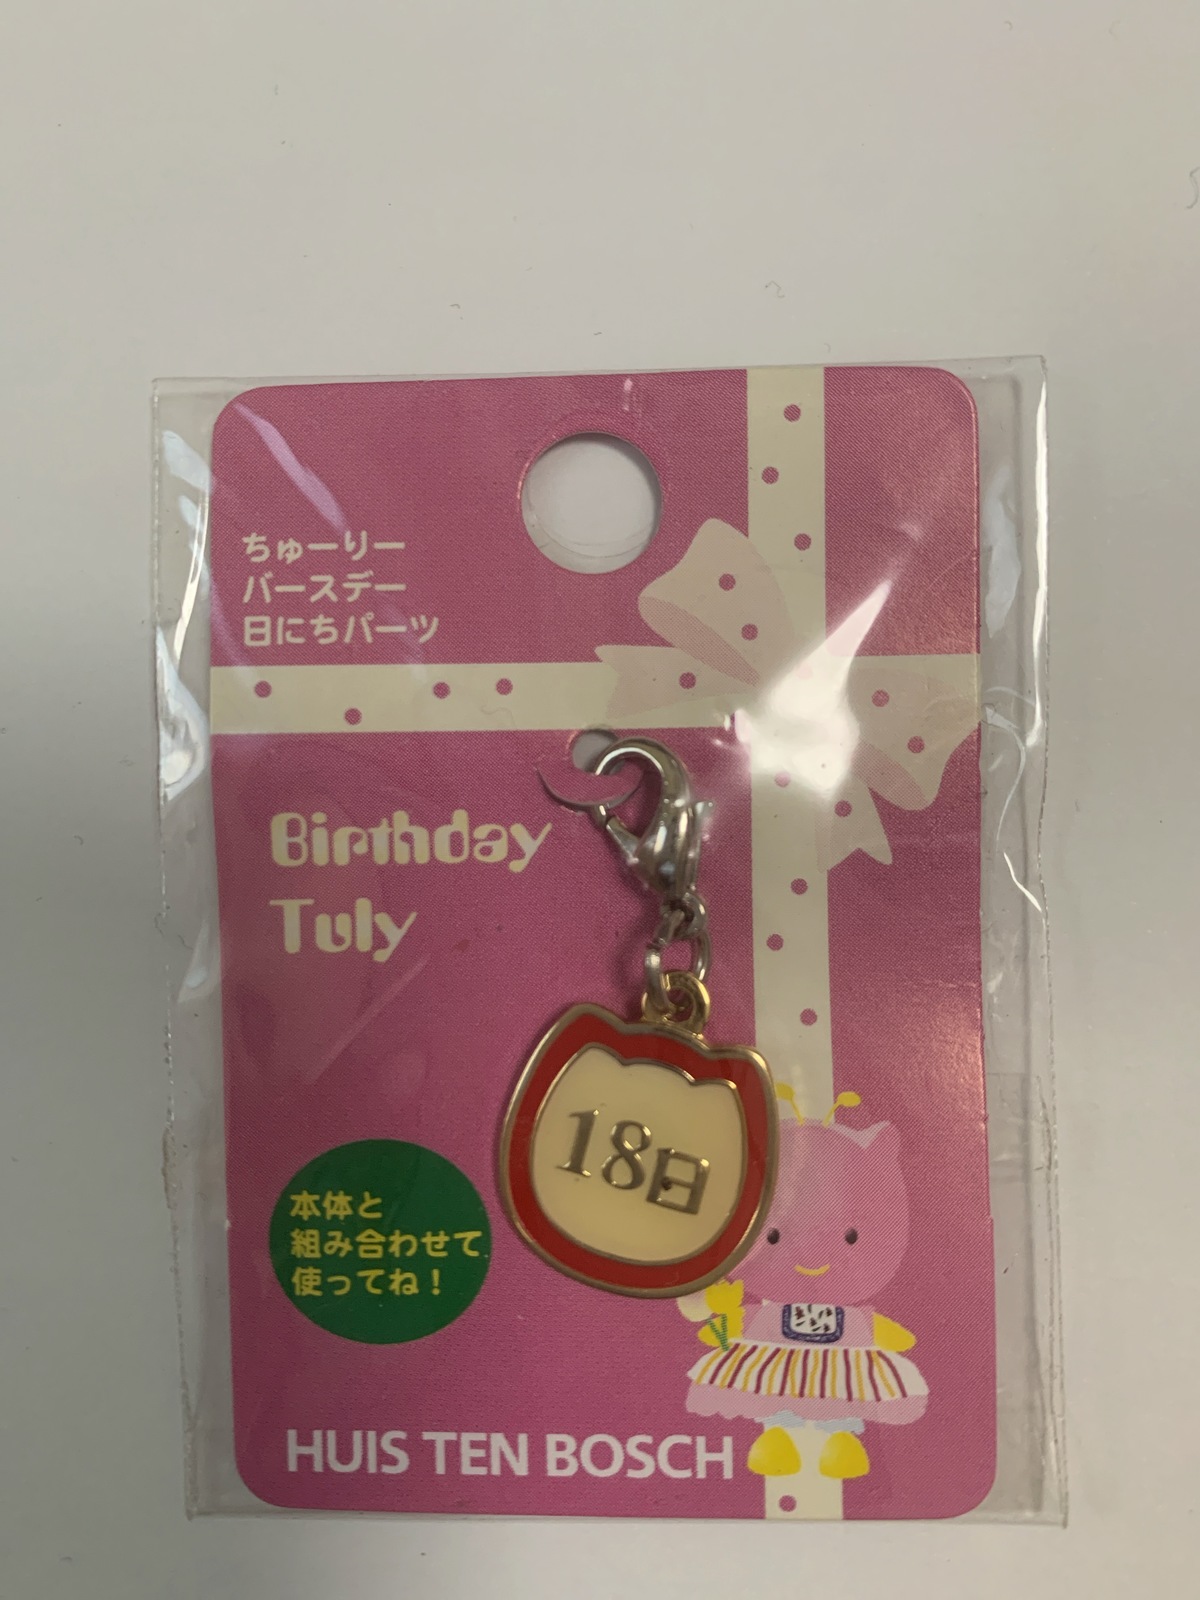 ちゅーりー
バースデー
日にちパーツ
Birthday
Tuly
18日
本体と
組み合わせて
使ってね！
HUIS TEN BOSCH